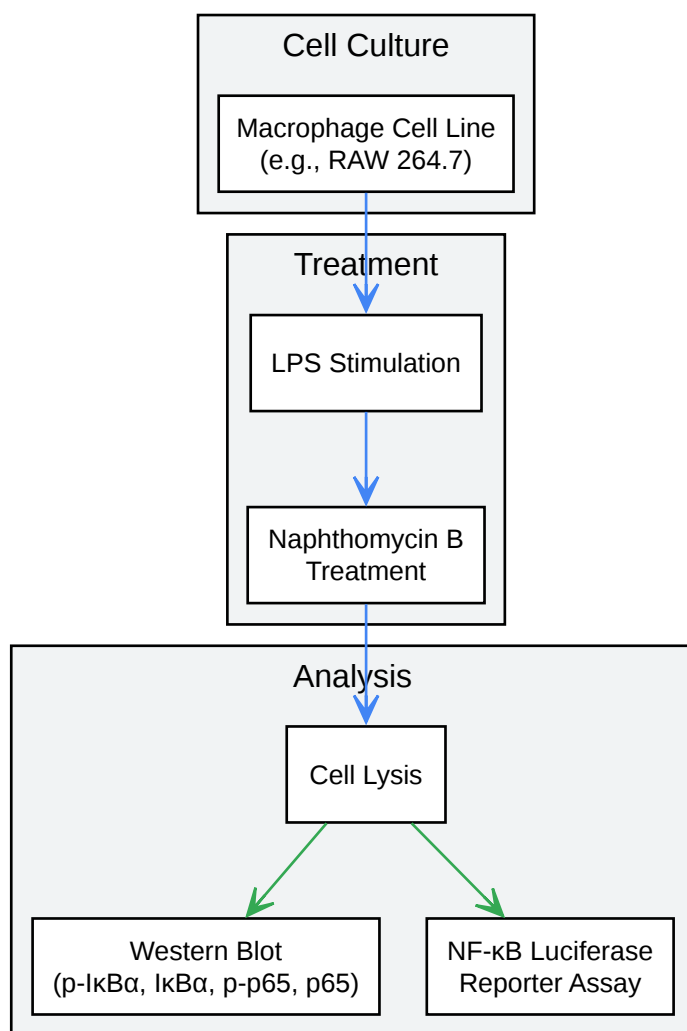 Cell Culture
Macrophage Cell Line
(e.g., RAW 264.7)
Treatment
LPS Stimulation
Naphthomycin B
Treatment
Analysis
Cell Lysis
Western Blot
(p-IκBα, IκBα, p-p65, p65)
NF-κB Luciferase
Reporter Assay